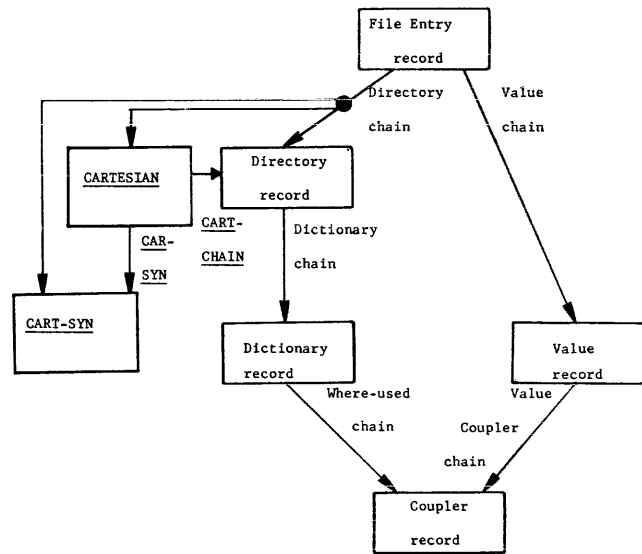 File Entry
record
Directory
chain
Value
chain
CARTESIAN
Directory
record
CART-
CHAIN
CAR-
SYN
Dictionary
chain
CART-SYN
Dictionary
record
Value
record
Where-used
chain
Value
Coupler
chain
Coupler
record